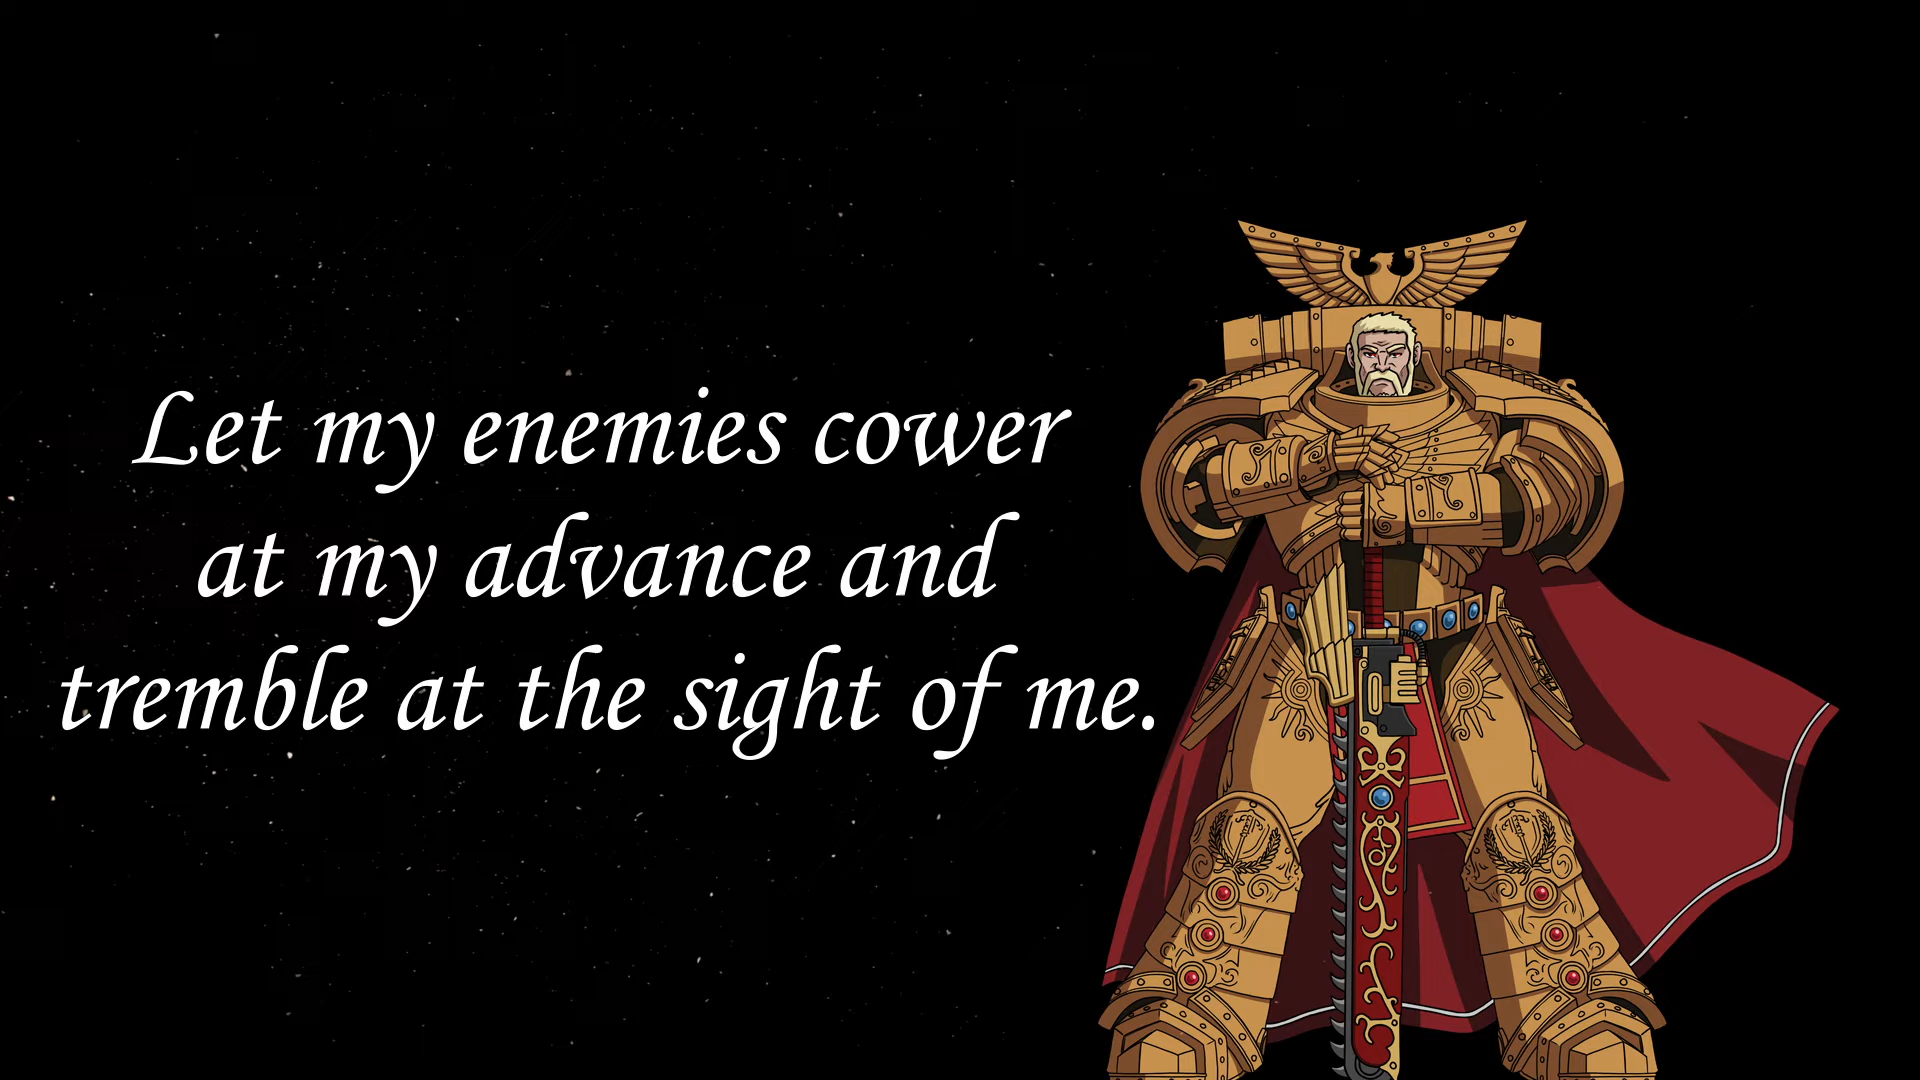 Let my enemies cower
at my advance and
tremble at the sight of me.